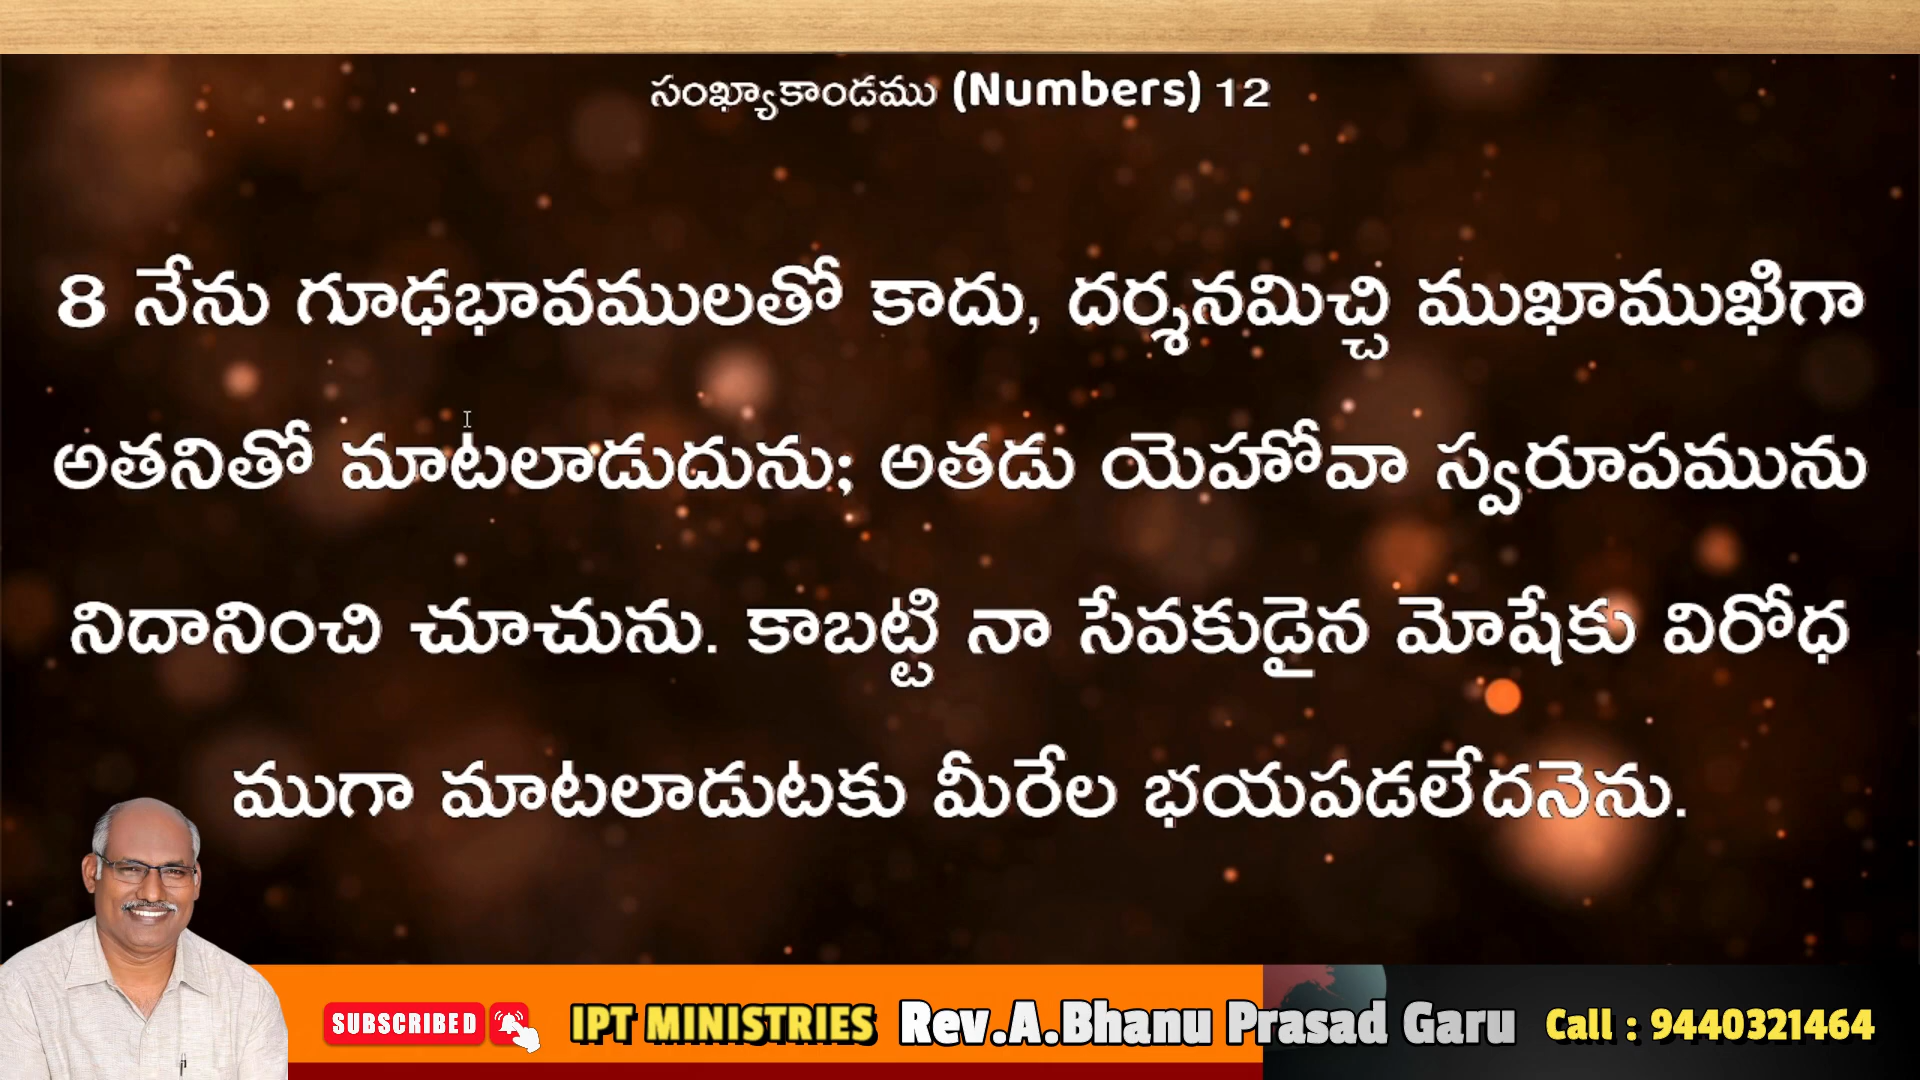 సంఖ్యాకాండము (Numbers) 12
8 నేను గూఢభావములతో కాదు, దర్శనమిచ్చి ముఖాముఖిగా
అతనితో మాటలాడుదును; అతడు యెహోవా స్వరూపమును
నిదానించి చూచును. కాబట్టి నా సేవకుడైన మోషేకు విరోధ
ముగా మాటలాడుటకు మీరేల భయపడలేదనెను.
SUBSCRIBED IPT MINISTRIES Rev.A.Bhanu Prasad Garu Call : 9440321464